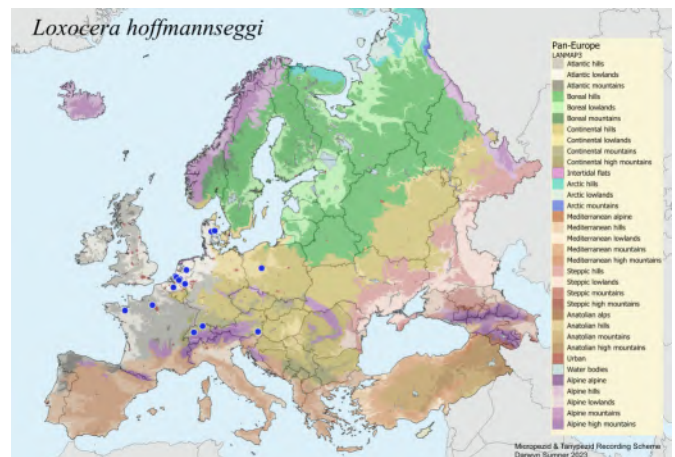 Loxocera hoffmannseggi
Pan-Europe
LANMAP3
Atlantic hills
Atlantic lowlands
Atlantic mountains
Boreal hills
Boreal lowlands
Boreal mountains
Continental hills
Continental lowlands
Continental mountains
Continental high mountains
Intertidal flats
Arctic hills
Arctic lowlands
Arctic mountains
Mediterranean alpine
Mediterranean hills
Mediterranean lowlands
Mediterranean mountains
Mediterranean high mountains
Steppic hills
Steppic lowlands
Steppic mountains
Steppic high mountains
Anatolian alps
Anatolian hills
Anatolian mountains
Anatolian high mountains
Urban
Water bodies
Alpine alpine
Alpine hills
Alpine lowlands
Alpine mountains
Alpine high mountains
Micropezid & Tanypezid Recording Scheme
Darwyn Sumner 2023